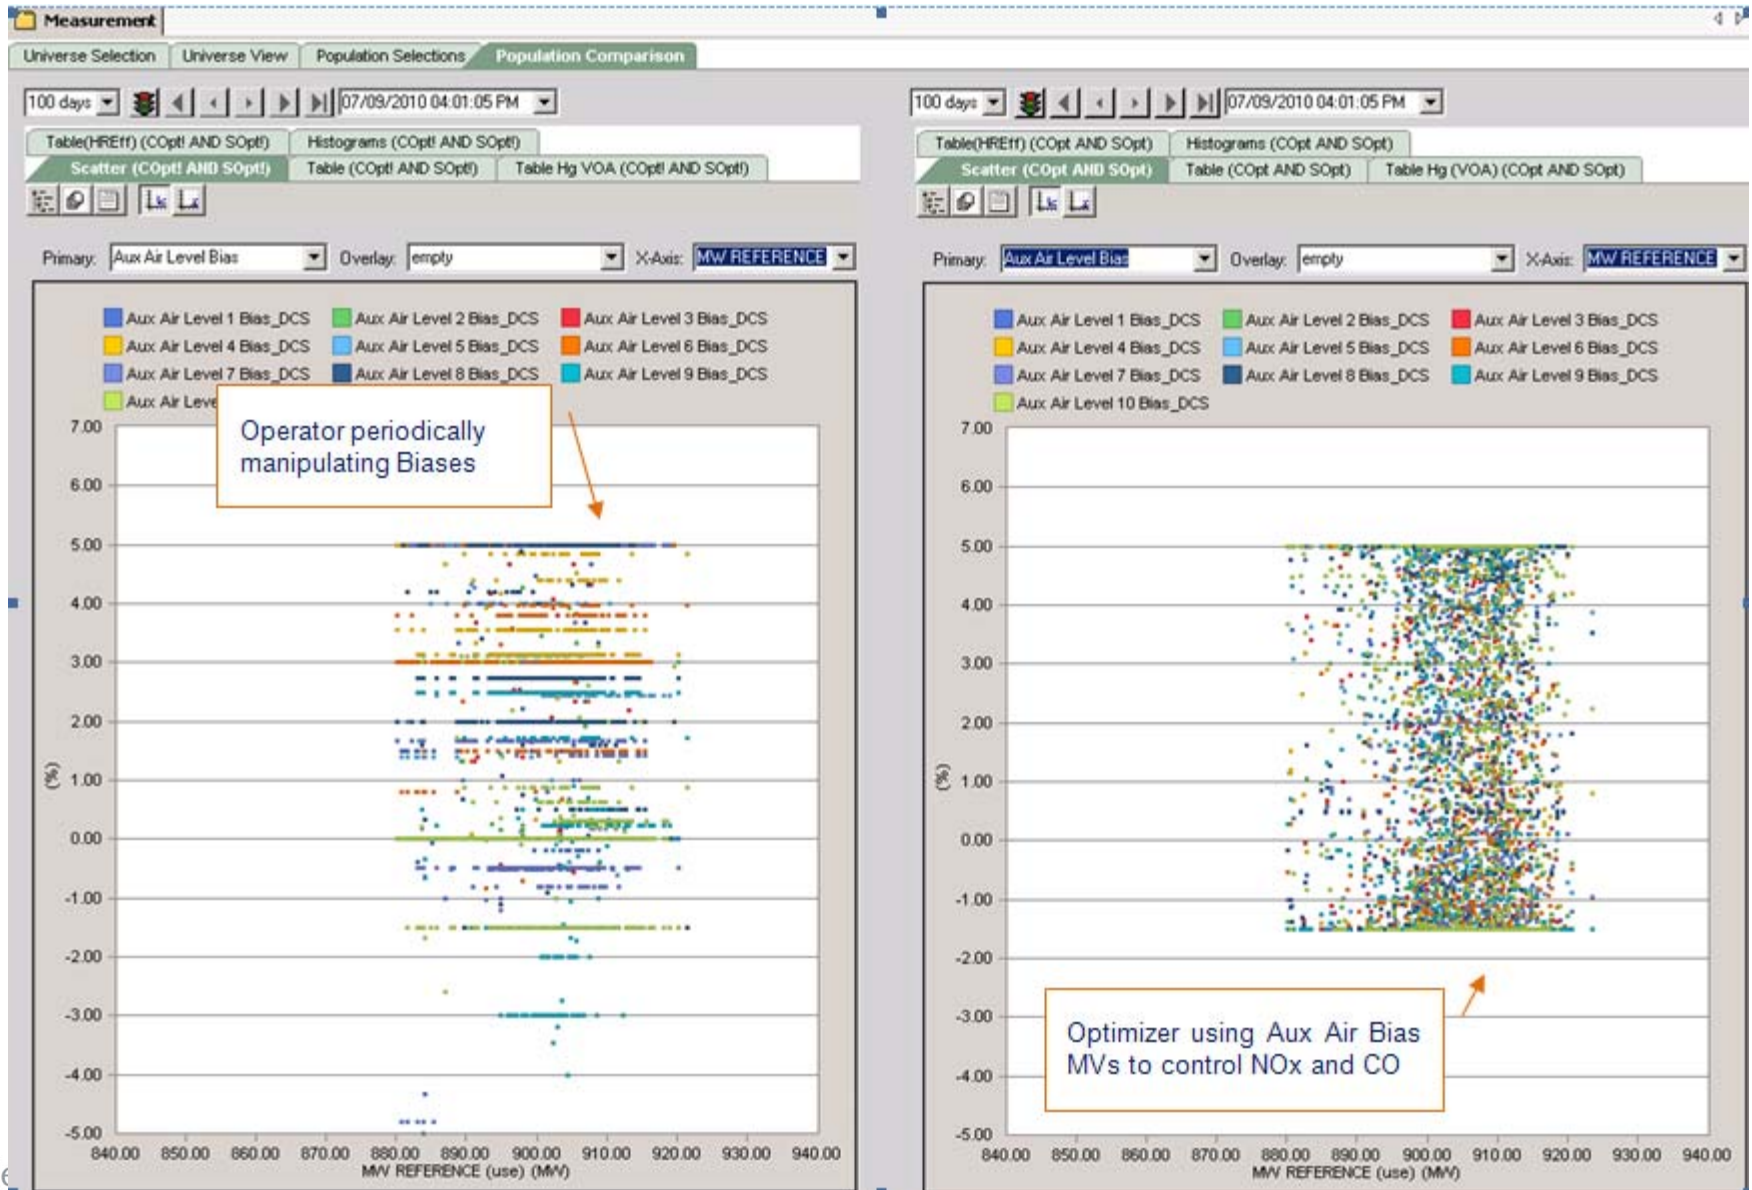 Measurement
Universe Selection Universe View Population Selections Population Comparison
100 days 07/09/2010 04:01:05 PM
Table(HREff) (COpt! AND SOpt!) Histograms (COpt! AND SOpt!)
Scatter (COpt! AND SOpt!) Table (COpt! AND SOpt!) Table Hg VOA (COpt! AND SOpt!)
Primary: Aux Air Level Bias Overlay: empty X-Axis: MW REFERENCE
Aux Air Level 1 Bias_DCS Aux Air Level 2 Bias_DCS Aux Air Level 3 Bias_DCS
Aux Air Level 4 Bias_DCS Aux Air Level 5 Bias_DCS Aux Air Level 6 Bias_DCS
Aux Air Level 7 Bias_DCS Aux Air Level 8 Bias_DCS Aux Air Level 9 Bias_DCS
Aux Air Leve
Operator periodically
manipulating Biases
7.00
6.00
5.00
4.00
3.00
2.00
1.00
0.00
-1.00
-2.00
-3.00
-4.00
-5.00
(%)
840.00 850.00 860.00 870.00 880.00 890.00 900.00 910.00 920.00 930.00 940.00
MW REFERENCE (use) (MW)
100 days 07/09/2010 04:01:05 PM
Table(HREff) (COpt AND SOpt) Histograms (COpt AND SOpt)
Scatter (COpt AND SOpt) Table (COpt AND SOpt) Table Hg (VOA) (COpt AND SOpt)
Primary: Aux Air Level Bias Overlay: empty X-Axis: MW REFERENCE
Aux Air Level 1 Bias_DCS Aux Air Level 2 Bias_DCS Aux Air Level 3 Bias_DCS
Aux Air Level 4 Bias_DCS Aux Air Level 5 Bias_DCS Aux Air Level 6 Bias_DCS
Aux Air Level 7 Bias_DCS Aux Air Level 8 Bias_DCS Aux Air Level 9 Bias_DCS
Aux Air Level 10 Bias_DCS
7.00
6.00
5.00
4.00
3.00
2.00
1.00
0.00
-1.00
-2.00
-3.00
-4.00
-5.00
(%)
Optimizer using Aux Air Bias
MVs to control NOx and CO
840.00 850.00 860.00 870.00 880.00 890.00 900.00 910.00 920.00 930.00 940.00
MW REFERENCE (use) (MW)